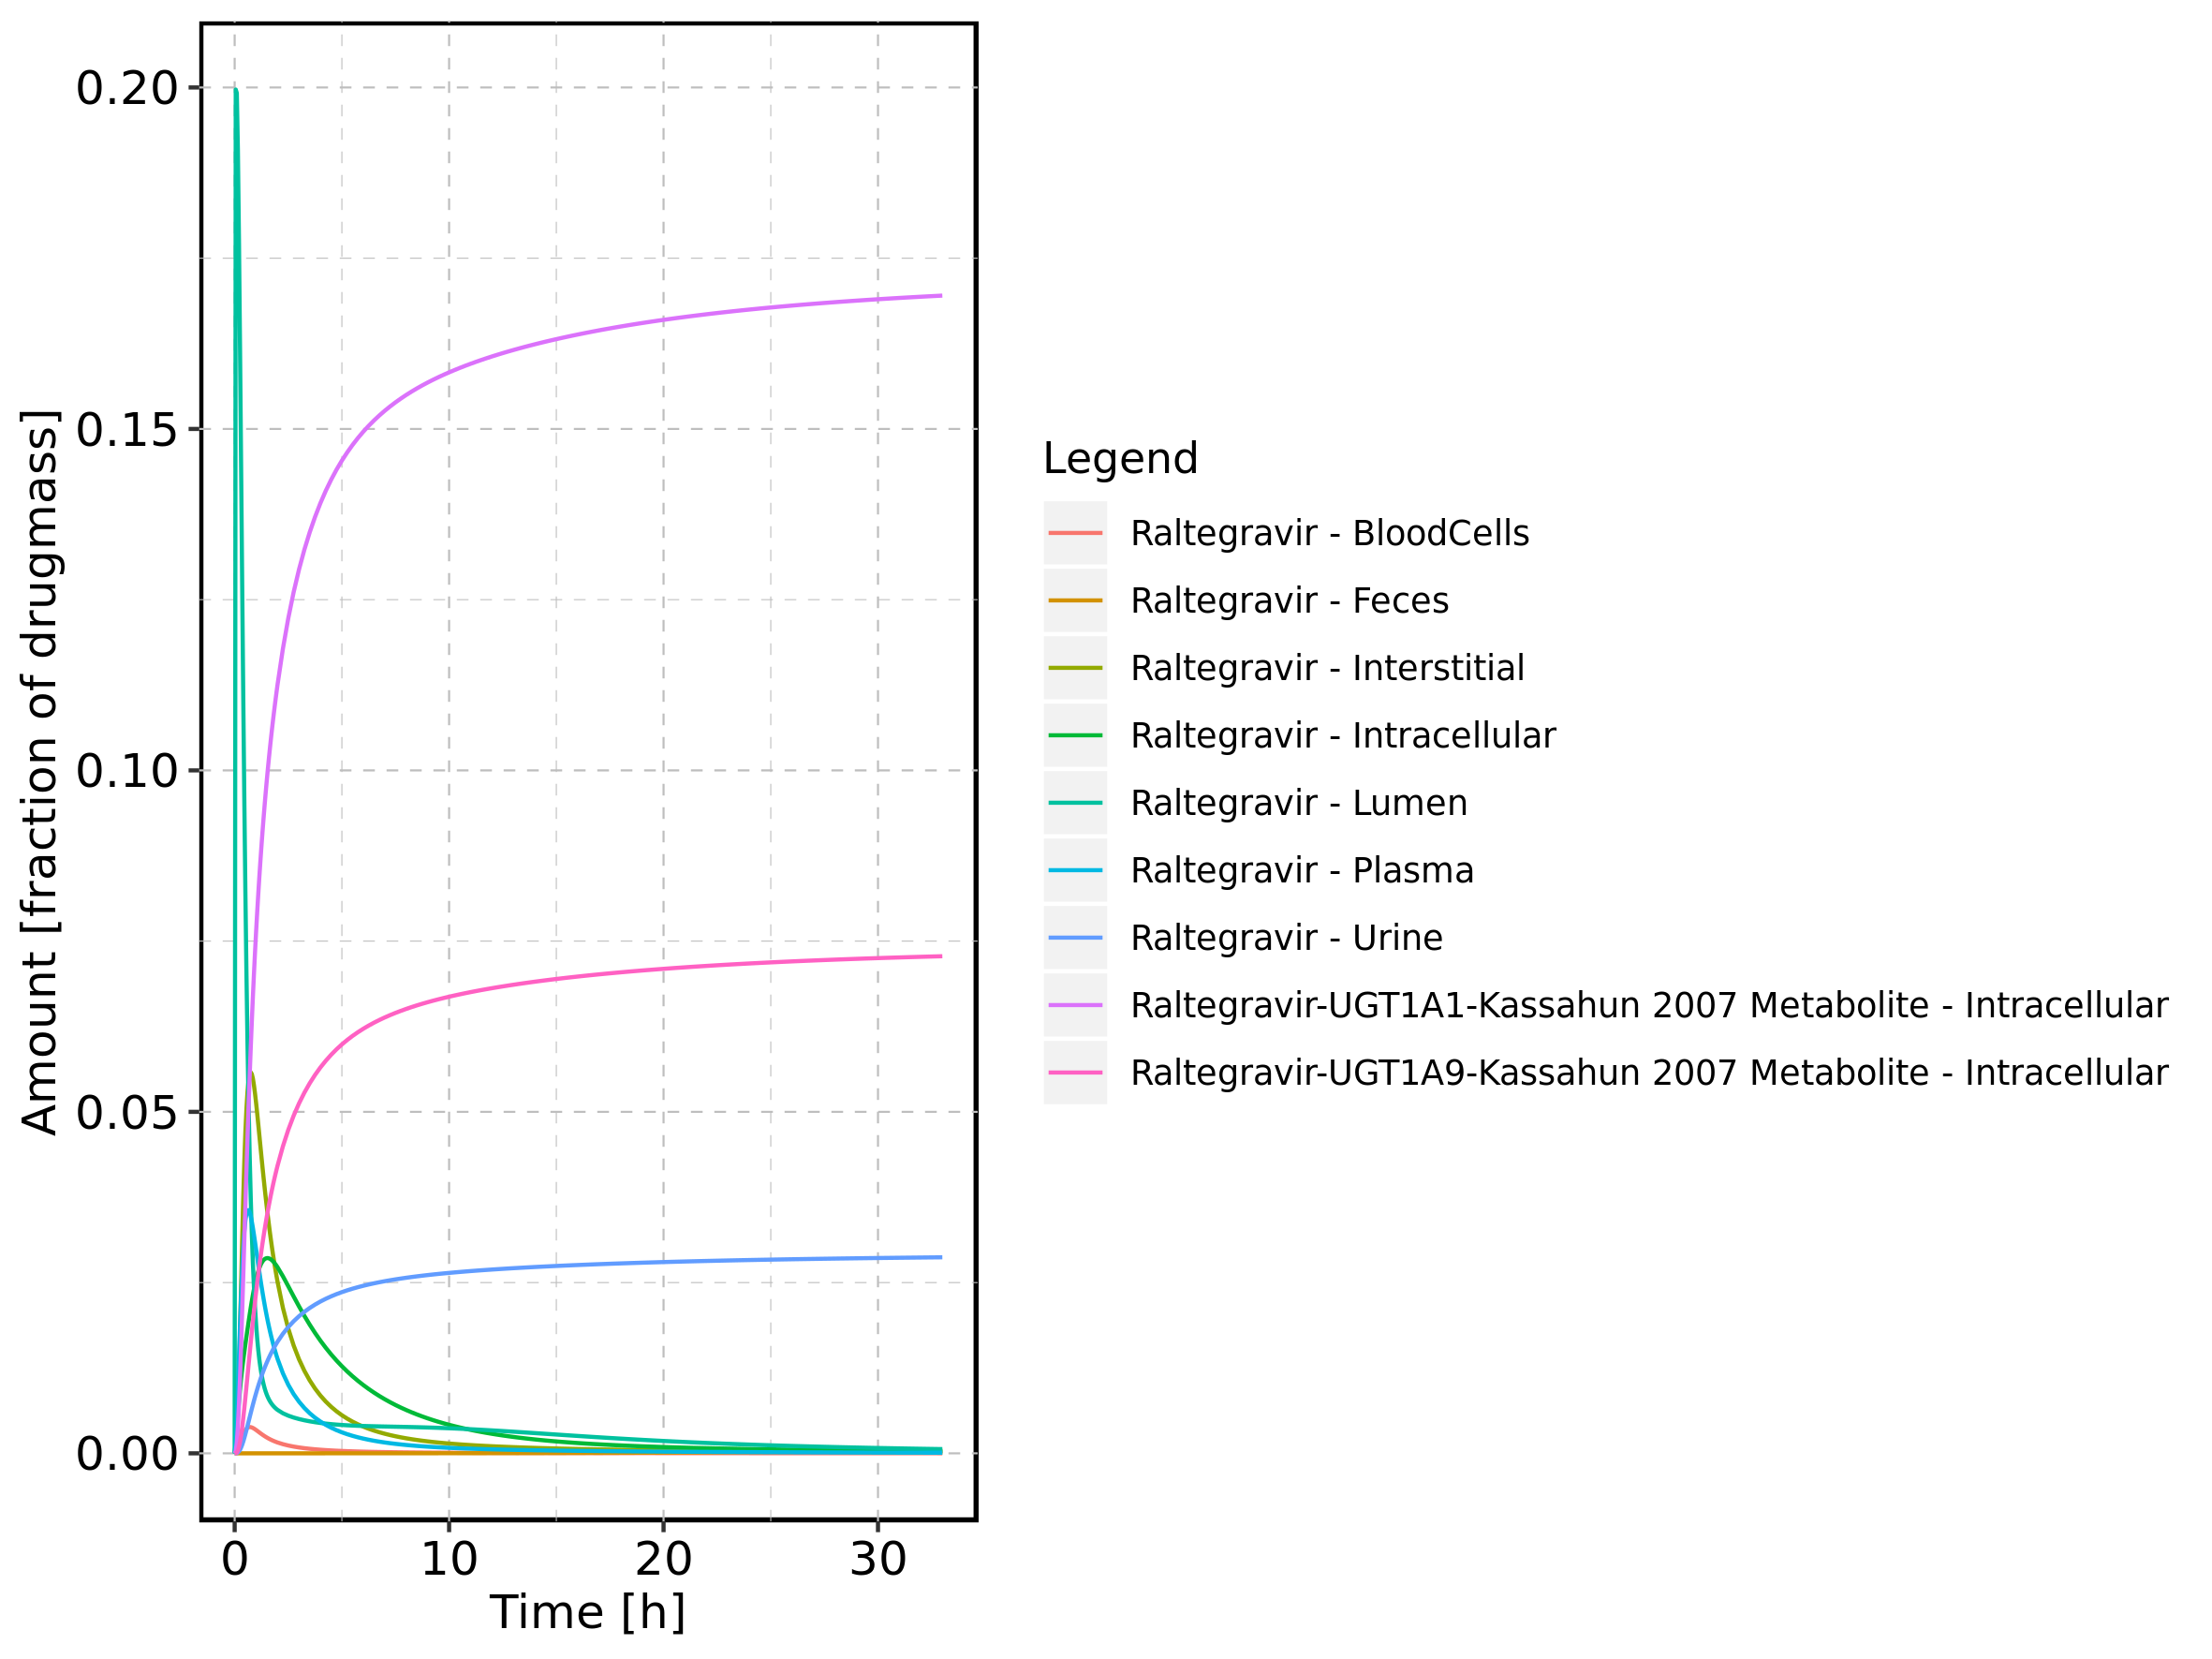 Amount [fraction of drugmass]
0.20
0.15
0.10
0.05
0.00
0 10 20 30
Time [h]
Legend
Raltegravir - BloodCells
Raltegravir - Feces
Raltegravir - Interstitial
Raltegravir - Intracellular
Raltegravir - Lumen
Raltegravir - Plasma
Raltegravir - Urine
Raltegravir-UGT1A1-Kassahun 2007 Metabolite - Intracellular
Raltegravir-UGT1A9-Kassahun 2007 Metabolite - Intracellular